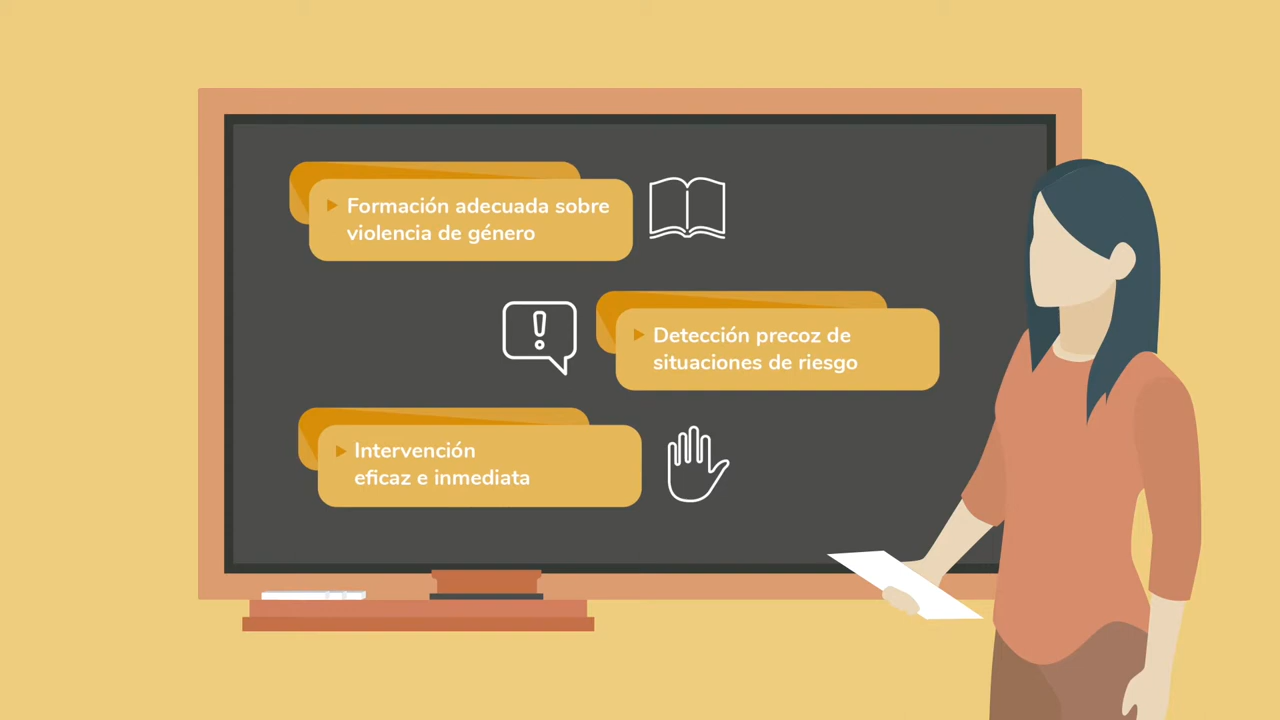 Formación adecuada sobre
violencia de género
Detección precoz de
situaciones de riesgo
Intervención
eficaz e inmediata